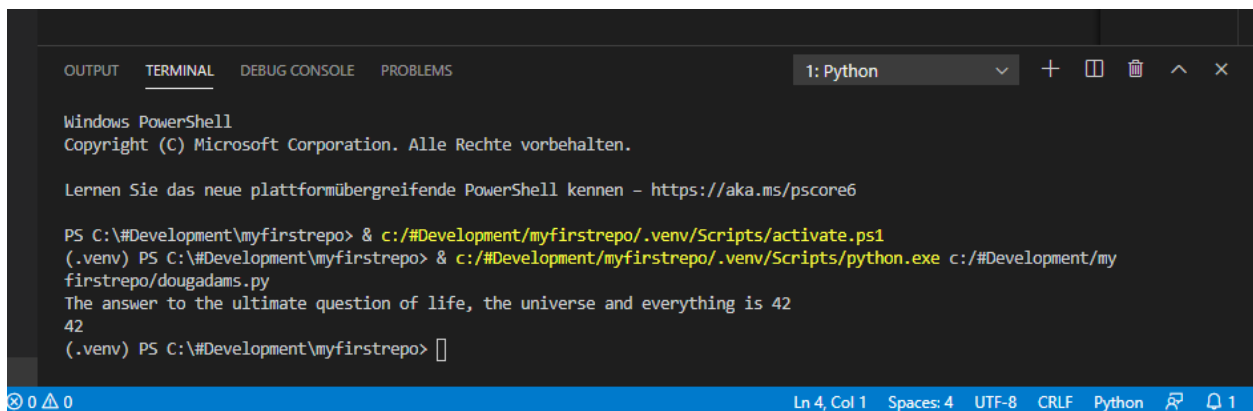 OUTPUT TERMINAL DEBUG CONSOLE PROBLEMS 1: Python
Windows PowerShell
Copyright (C) Microsoft Corporation. Alle Rechte vorbehalten.
Lernen Sie das neue plattformübergreifende PowerShell kennen – https://aka.ms/pscore6
PS C:\#Development\myfirstrepo> & c:/#Development/myfirstrepo/.venv/Scripts/activate.ps1
(.venv) PS C:\#Development\myfirstrepo> & c:/#Development/myfirstrepo/.venv/Scripts/python.exe c:/#Development/my
firstrepo/dougadams.py
The answer to the ultimate question of life, the universe and everything is 42
42
(.venv) PS C:\#Development\myfirstrepo>
0 0 Ln 4, Col 1 Spaces: 4 UTF-8 CRLF Python 1